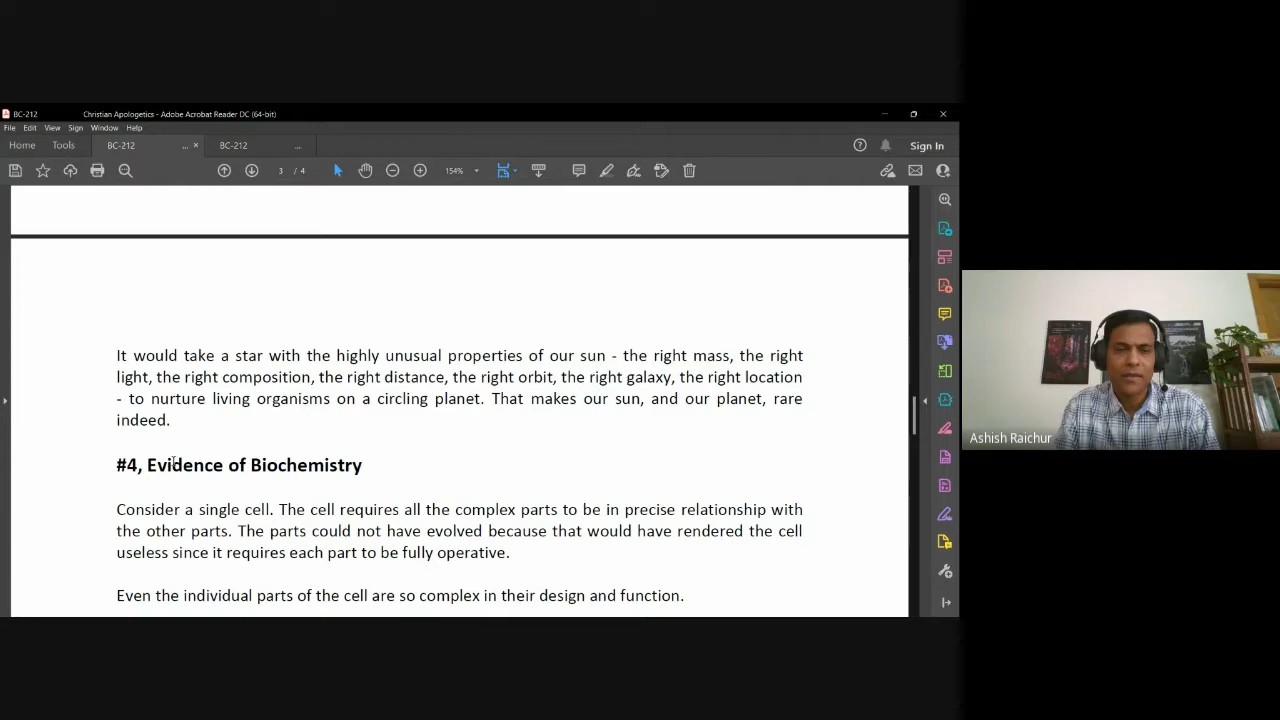 BC-212
Christian Apologetics - Adobe Acrobat Reader DC (64-bit)
File Edit View Sign Window Help
Home Tools BC-212 ... × BC-212 ... Sign In
3 / 4 154%
It would take a star with the highly unusual properties of our sun - the right mass, the right
light, the right composition, the right distance, the right orbit, the right galaxy, the right location
- to nurture living organisms on a circling planet. That makes our sun, and our planet, rare
indeed.
#4, Evidence of Biochemistry
Consider a single cell. The cell requires all the complex parts to be in precise relationship with
the other parts. The parts could not have evolved because that would have rendered the cell
useless since it requires each part to be fully operative.
Even the individual parts of the cell are so complex in their design and function.
Ashish Raichur